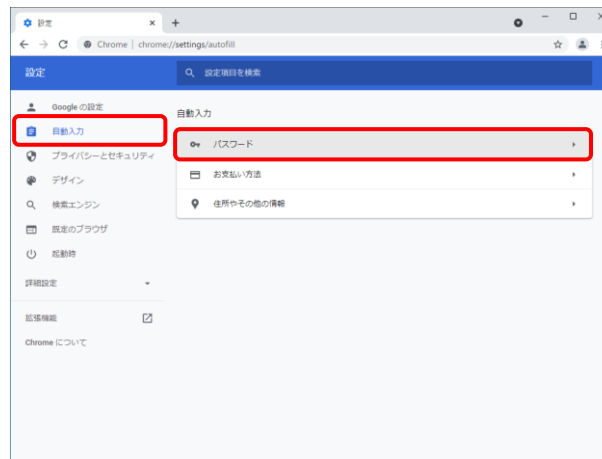 設定
Chrome | chrome://settings/autofill
設定
設定項目を検索
Google の設定
自動入力
プライバシーとセキュリティ
デザイン
検索エンジン
既定のブラウザ
起動時
詳細設定
拡張機能
Chrome について
自動入力
パスワード
お支払い方法
住所やその他の情報